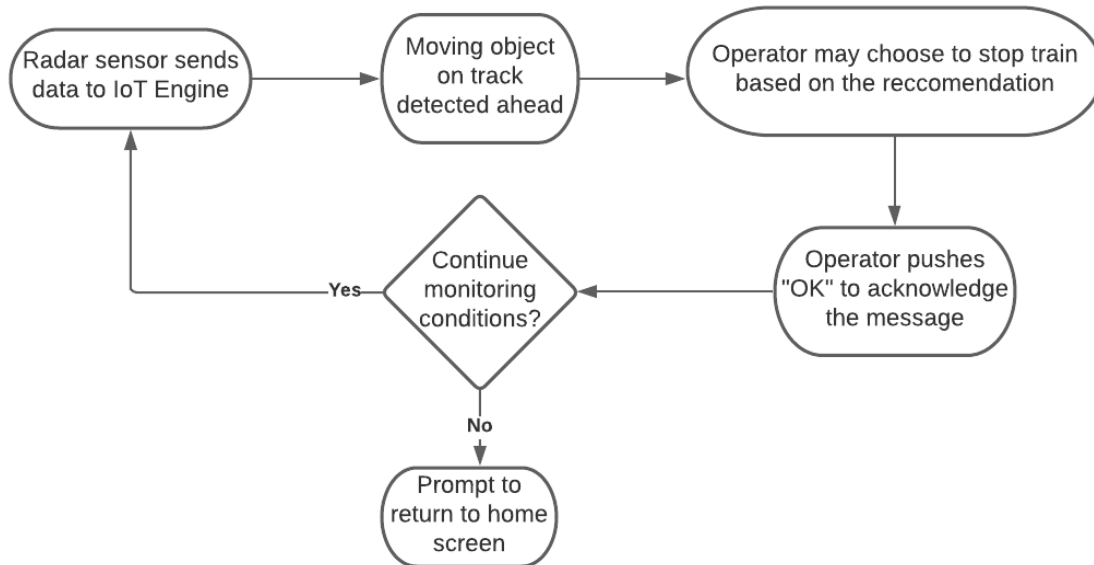 Radar sensor sends
data to IoT Engine
Moving object
on track
detected ahead
Operator may choose to stop train
based on the reccomendation
Operator pushes
"OK" to acknowledge
the message
Continue
monitoring
conditions?
Yes
No
Prompt to
return to home
screen